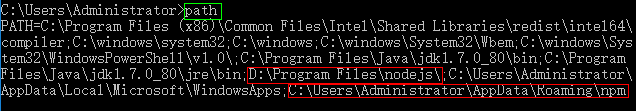 C:\Users\Administrator>path
PATH=C:\Program Files (x86)\Common Files\Intel\Shared Libraries\redist\intel64\
compiler;C:\windows\system32;C:\windows;C:\windows\System32\Wbem;C:\windows\Sys
tem32\WindowsPowerShell\v1.0\;C:\Program Files\Java\jdk1.7.0_80\bin;C:\Program
Files\Java\jdk1.7.0_80\jre\bin;D:\Program Files\nodejs\;C:\Users\Administrator\
AppData\Local\Microsoft\WindowsApps;C:\Users\Administrator\AppData\Roaming\npm